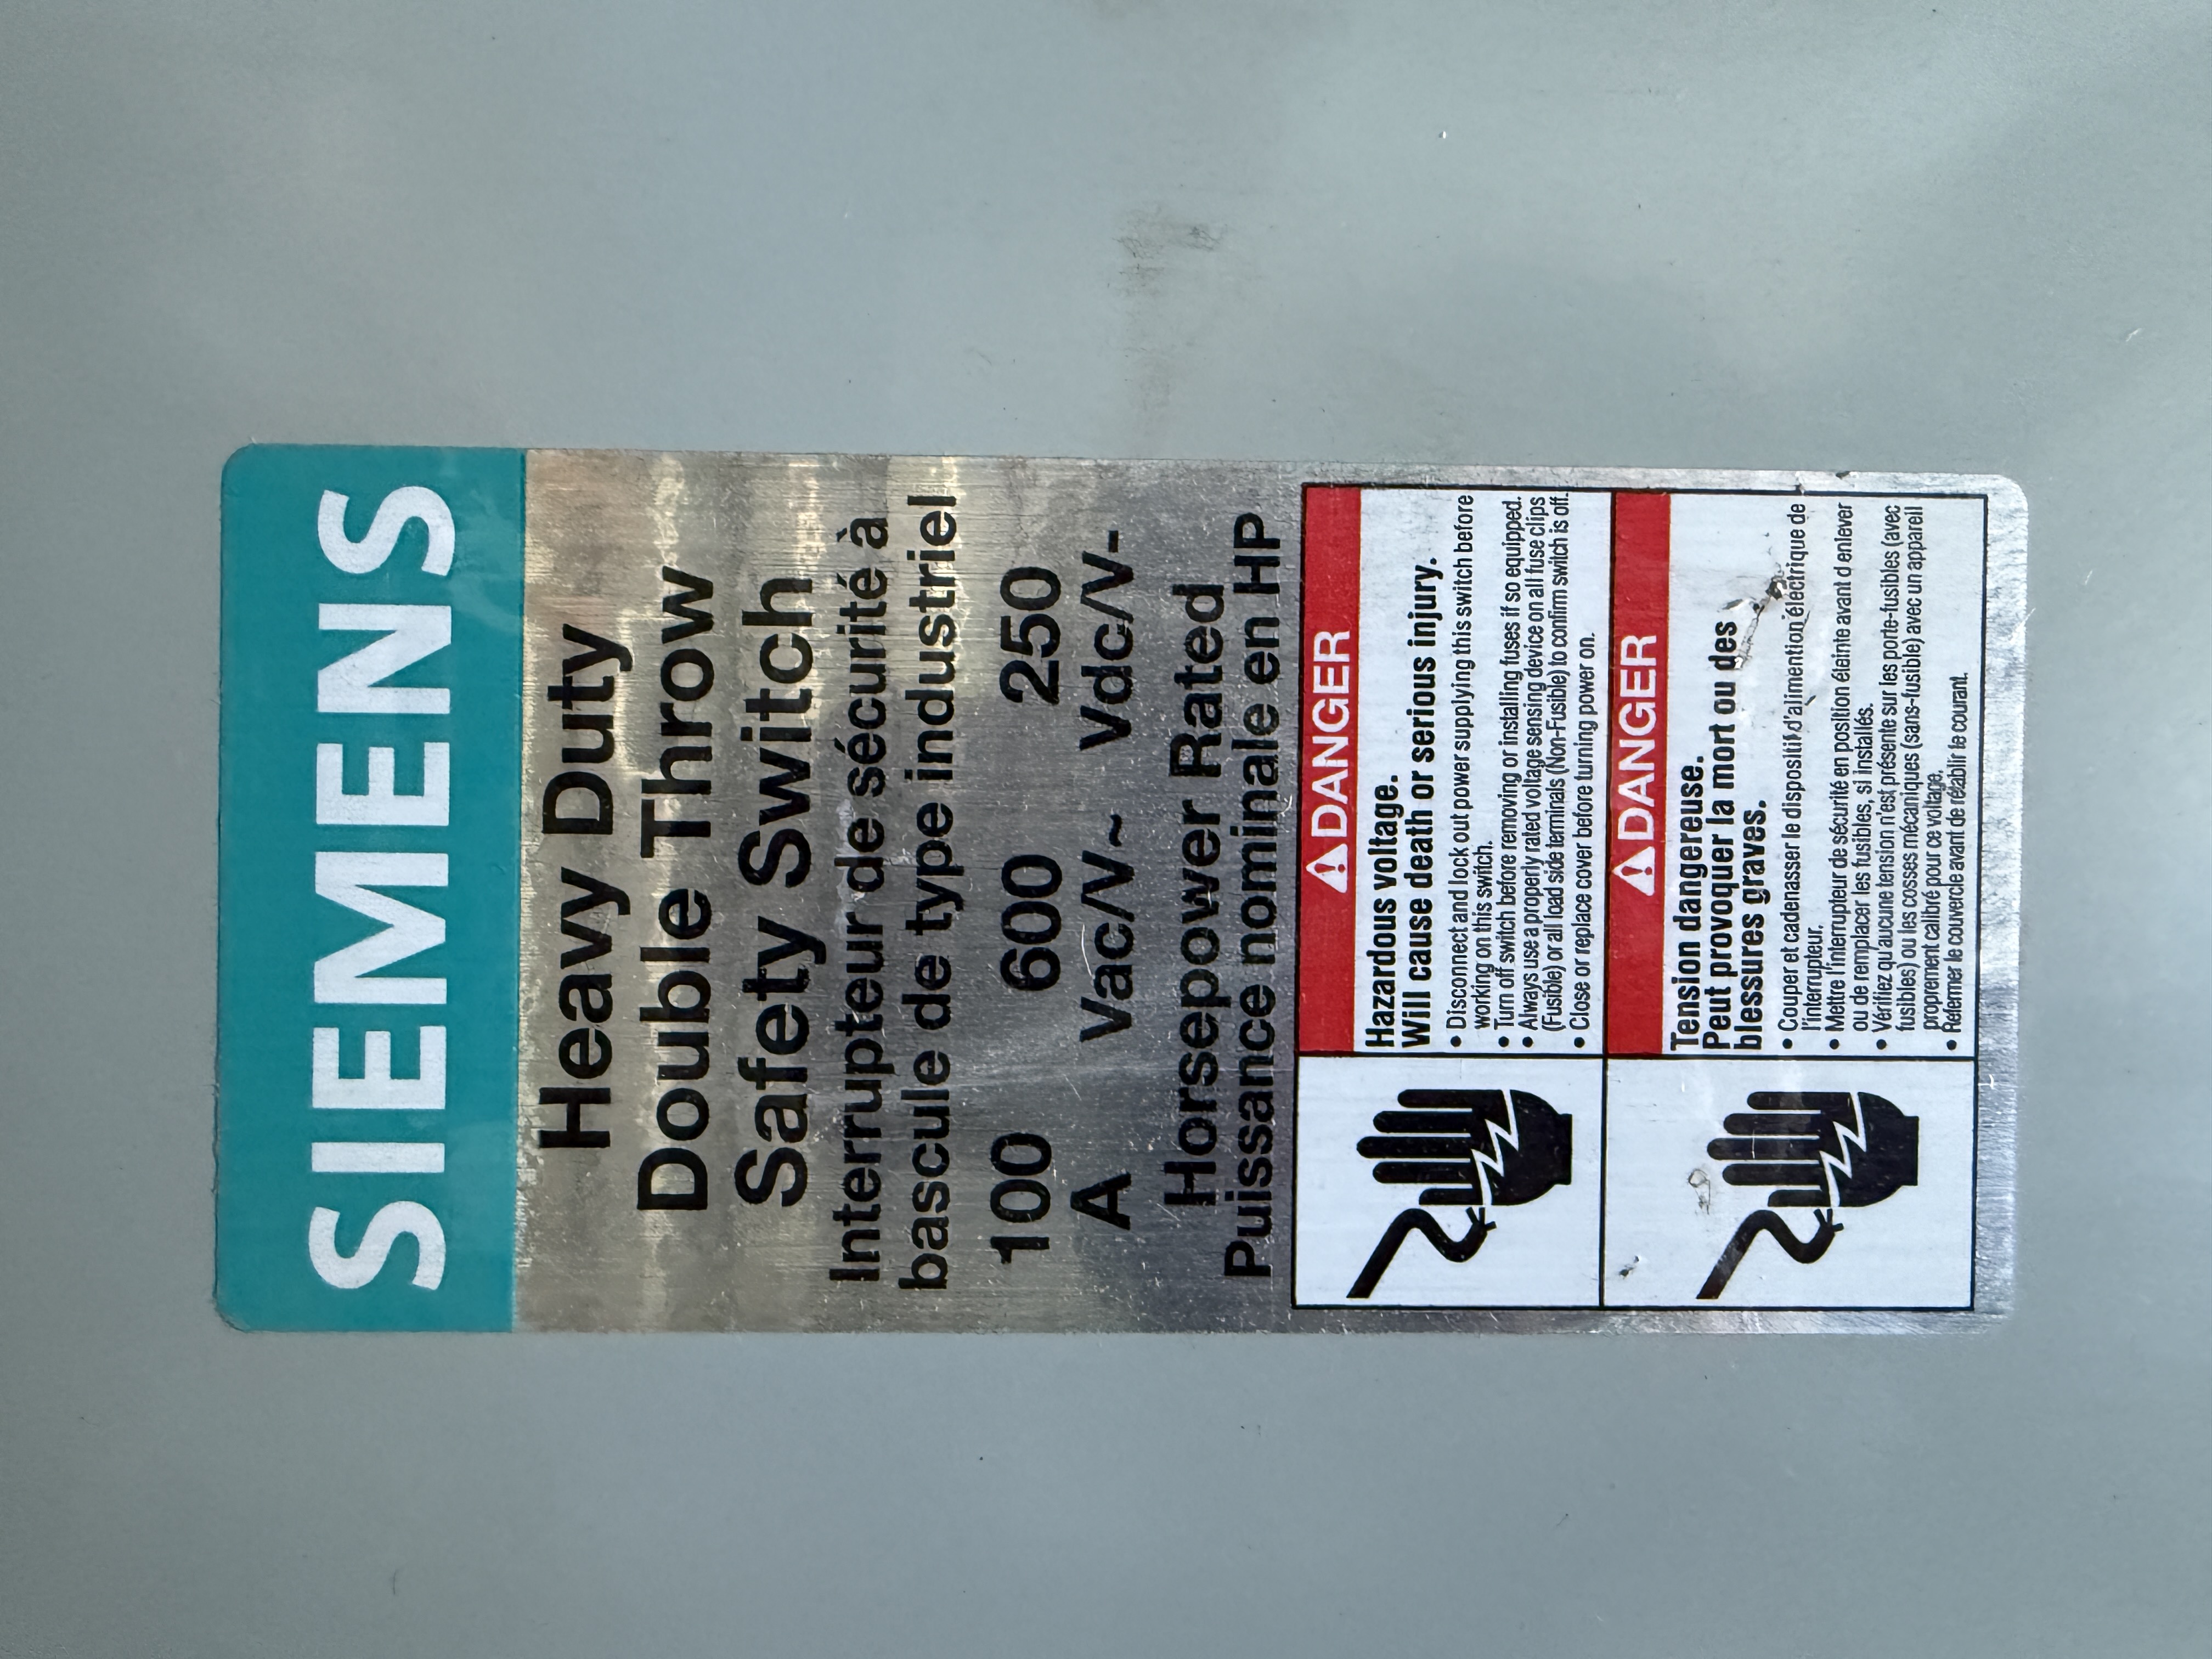 SIEMENS
Heavy Duty
Double Throw
Safety Switch
Interrupteur de sécurité à
bascule de type industriel
100 600 250
A Vac/V~ Vdc/V-
Horsepower Rated
Puissance nominale en HP
⚠DANGER
Hazardous voltage.
Will cause death or serious injury.
• Disconnect and lock out power supplying this switch before
working on this switch.
• Turn off switch before removing or installing fuses if so equipped.
• Always use a properly rated voltage sensing device on all fuse clips
(Fusible) or all load side terminals (Non-Fusible) to confirm switch is off.
• Close or replace cover before turning power on.
⚠DANGER
Tension dangereuse.
Peut provoquer la mort ou des
blessures graves.
• Couper et cadenasser le dispositif d'alimention électrique de
l'interrupteur.
• Mettre l'interrupteur de sécurité en position éteinte avant d enlever
ou de remplacer les fusibles, si installés.
• Vérifiez qu'aucune tension n'est présente sur les porte-fusibles (avec
fusibles) ou les cosses mécaniques (sans-fusible) avec un appareil
proprement calibré pour ce voltage.
• Refermer le couvercle avant de rétablir le courant.